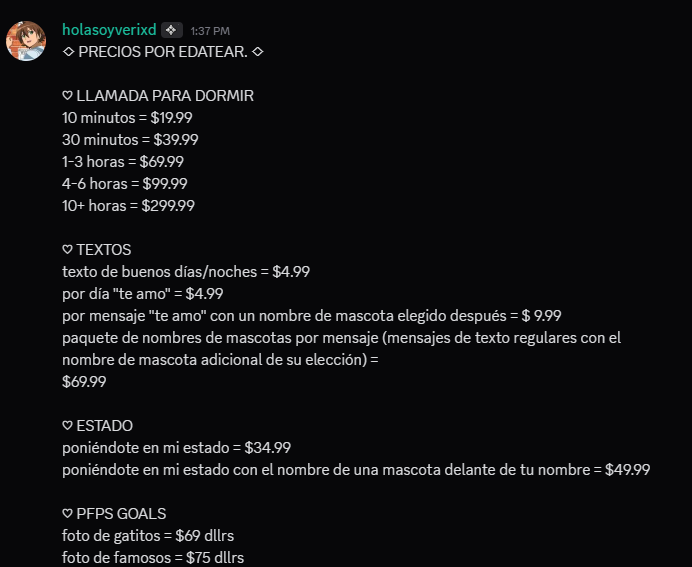 holasoyverixd 1:37 PM
◇ PRECIOS POR EDATEAR. ◇
♡ LLAMADA PARA DORMIR
10 minutos = $19.99
30 minutos = $39.99
1-3 horas = $69.99
4-6 horas = $99.99
10+ horas = $299.99
♡ TEXTOS
texto de buenos días/noches = $4.99
por día "te amo" = $4.99
por mensaje "te amo" con un nombre de mascota elegido después = $ 9.99
paquete de nombres de mascotas por mensaje (mensajes de texto regulares con el
nombre de mascota adicional de su elección) =
$69.99
♡ ESTADO
poniéndote en mi estado = $34.99
poniéndote en mi estado con el nombre de una mascota delante de tu nombre = $49.99
♡ PFPS GOALS
foto de gatitos = $69 dllrs
foto de famosos = $75 dllrs